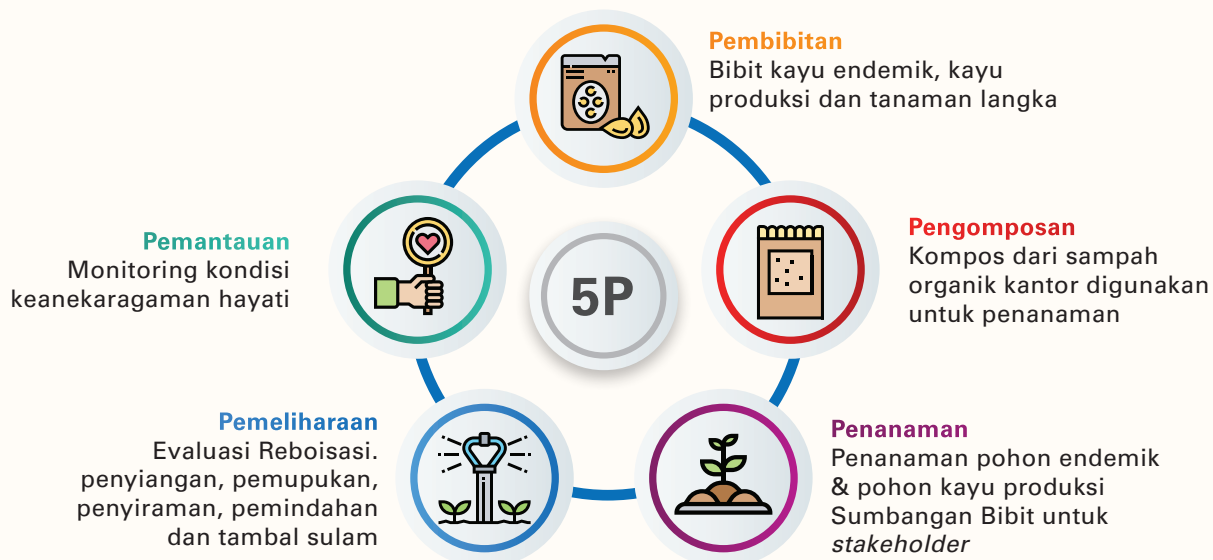 Pembibitan
Bibit kayu endemik, kayu
produksi dan tanaman langka
Pengomposan
Kompos dari sampah
organik kantor digunakan
untuk penanaman
Penanaman
Penanaman pohon endemik
& pohon kayu produksi
Sumbangan Bibit untuk
stakeholder
Pemeliharaan
Evaluasi Reboisasi.
penyiangan, pemupukan,
penyiraman, pemindahan
dan tambal sulam
Pemantauan
Monitoring kondisi
keanekaragaman hayati
5P